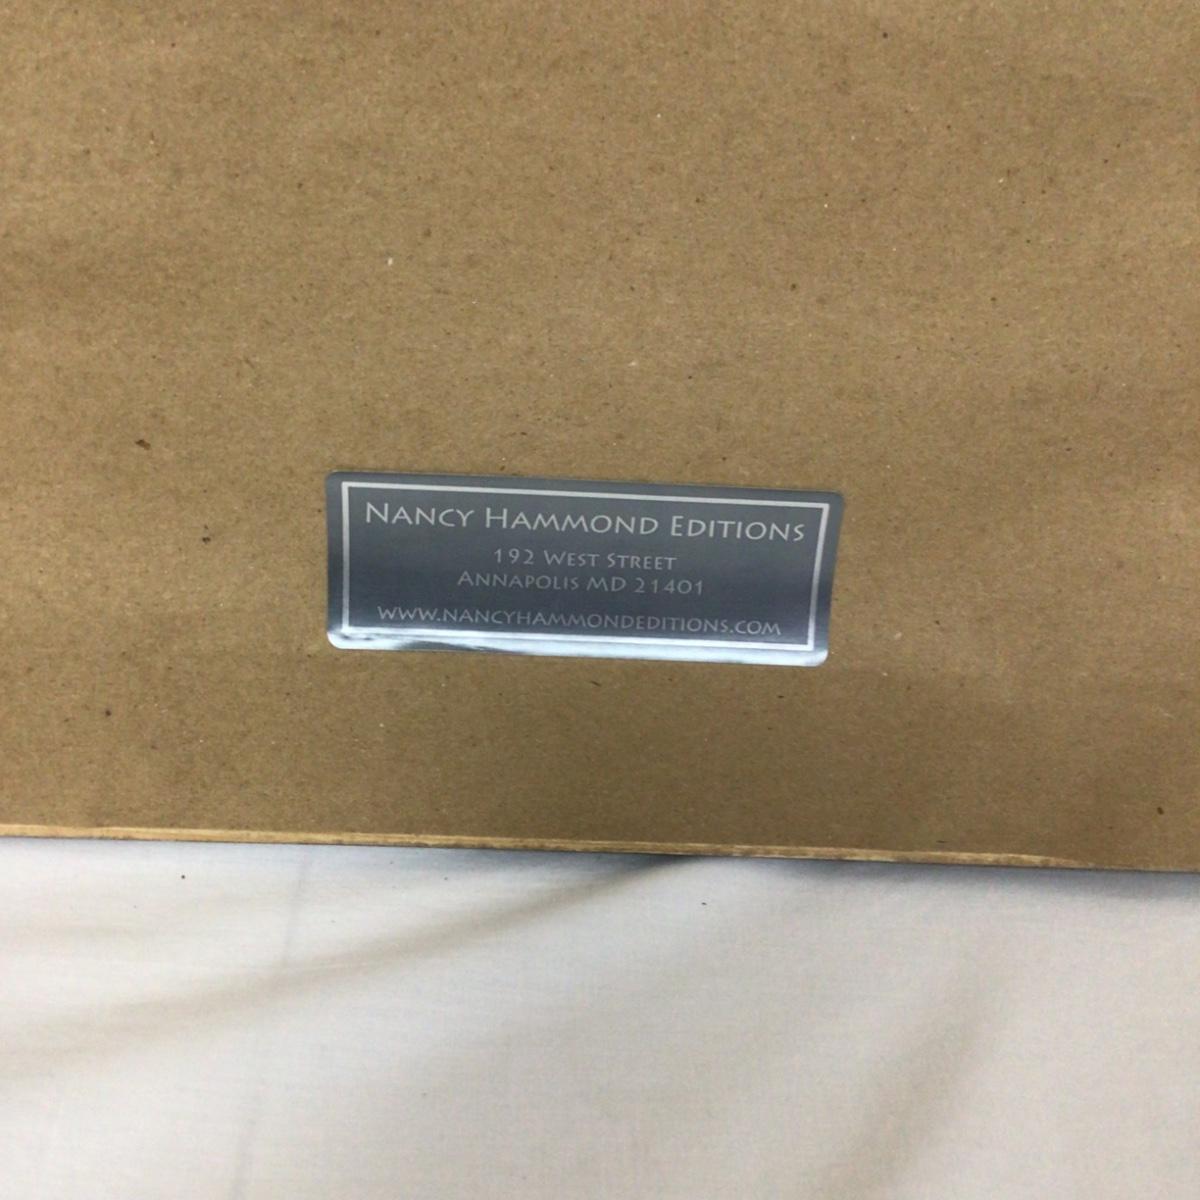 NANCY HAMMOND EDITIONS
192 WEST STREET
ANNAPOLIS MD 21401
WWW.NANCYHAMMONDEDITIONS.COM